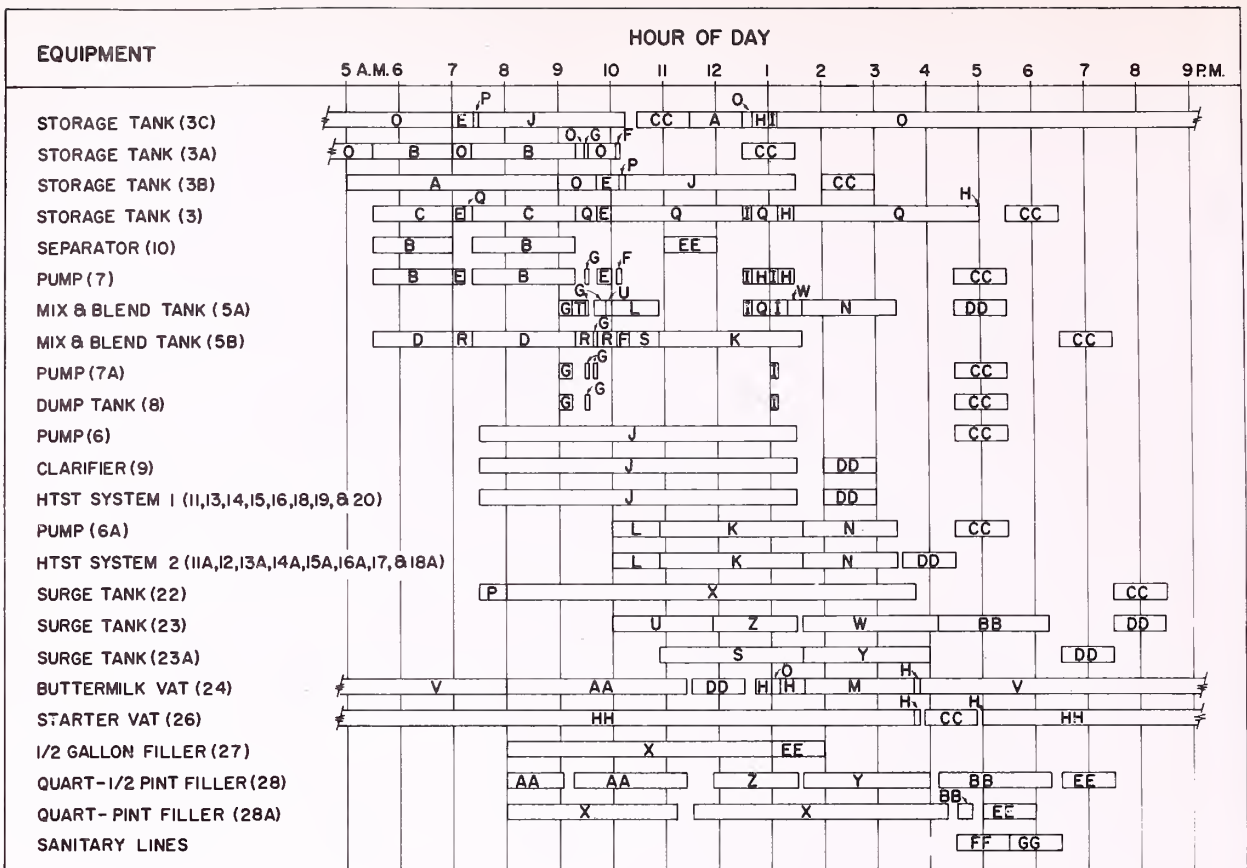 HOUR OF DAY
EQUIPMENT
5 A.M. 6 7 8 9 10 11 12 1 2 3 4 5 6 7 8 9 P.M.
P O
STORAGE TANK (3C) O E J CC A H I O
O G F
STORAGE TANK (3A) O B O B O CC
P
STORAGE TANK (3B) A O E J CC
Q H
STORAGE TANK (3) C E C Q E Q I Q H Q CC
SEPARATOR (10) B B EE
G F
PUMP (7) B E B E I H I H CC
G U W
MIX & BLEND TANK (5A) G T L I Q I N DD
G
MIX & BLEND TANK (5B) D R D R R F S K CC
G
PUMP (7A) G I CC
G
DUMP TANK (8) G I CC
PUMP (6) J CC
CLARIFIER (9) J DD
HTST SYSTEM 1 (11,13,14,15,16,18,19, & 20) J DD
PUMP (6A) L K N CC
HTST SYSTEM 2 (11A,12,13A,14A,15A,16A,17, & 18A) L K N DD
SURGE TANK (22) P X CC
SURGE TANK (23) U Z W BB DD
SURGE TANK (23A) S Y DD
O H
BUTTERMILK VAT (24) V AA DD H H M V
H H
STARTER VAT (26) HH CC HH
1/2 GALLON FILLER (27) X EE
QUART-1/2 PINT FILLER (28) AA AA Z Y BB EE
BB
QUART-PINT FILLER (28A) X X EE
SANITARY LINES FF GG